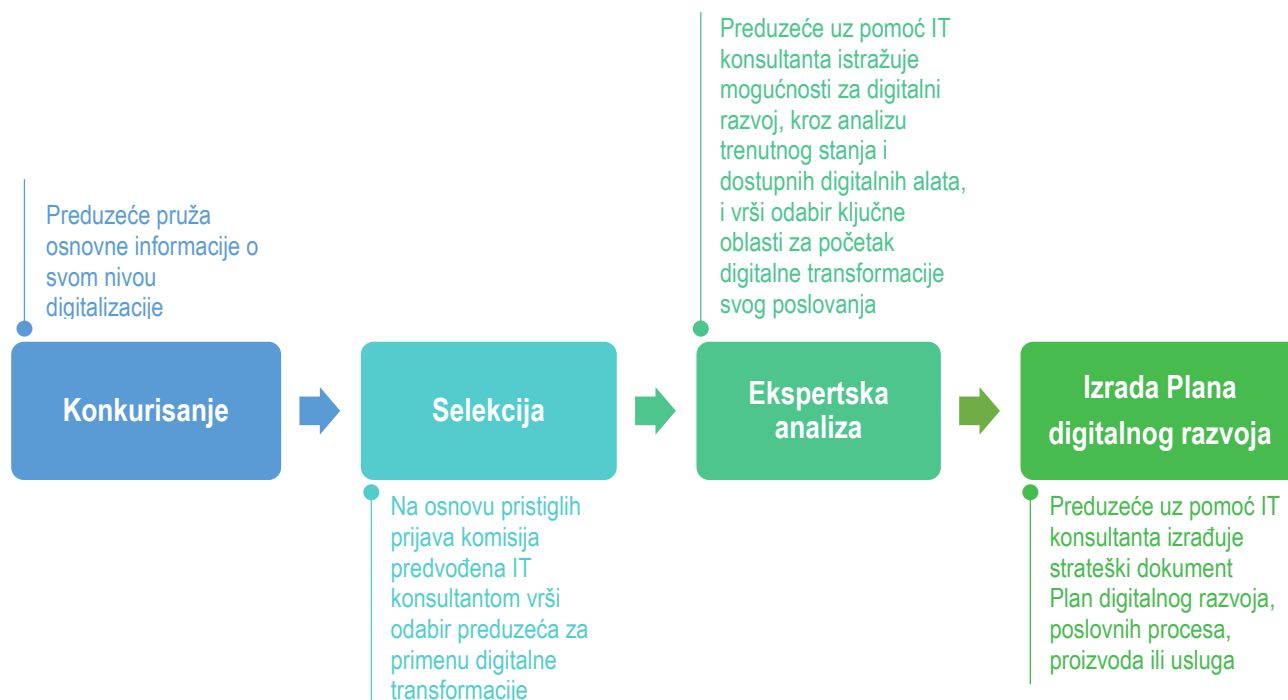 Preduzeće pruža
osnovne informacije o
svom nivou
digitalizacije
Konkurisanje
Selekcija
Na osnovu pristiglih
prijava komisija
predvođena IT
konsultantom vrši
odabir preduzeća za
primenu digitalne
transformacije
Preduzeće uz pomoć IT
konsultanta istražuje
mogućnosti za digitalni
razvoj, kroz analizu
trenutnog stanja i
dostupnih digitalnih alata,
i vrši odabir ključne
oblasti za početak
digitalne transformacije
svog poslovanja
Ekspertska
analiza
Izrada Plana
digitalnog razvoja
Preduzeće uz pomoć IT
konsultanta izrađuje
strateški dokument
Plan digitalnog razvoja,
poslovnih procesa,
proizvoda ili usluga